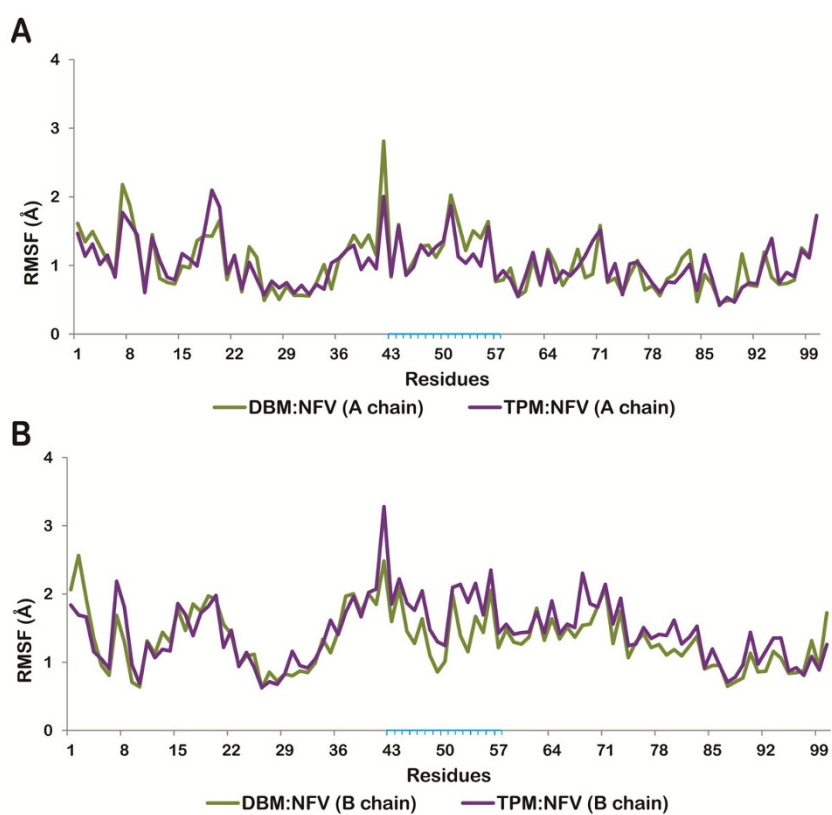 A
4
3
2
1
0
RMSF (Å)
1 8 15 22 29 36 43 50 57 64 71 78 85 92 99
Residues
DBM:NFV (A chain) TPM:NFV (A chain)
B
4
3
2
1
0
RMSF (Å)
1 8 15 22 29 36 43 50 57 64 71 78 85 92 99
Residues
DBM:NFV (B chain) TPM:NFV (B chain)